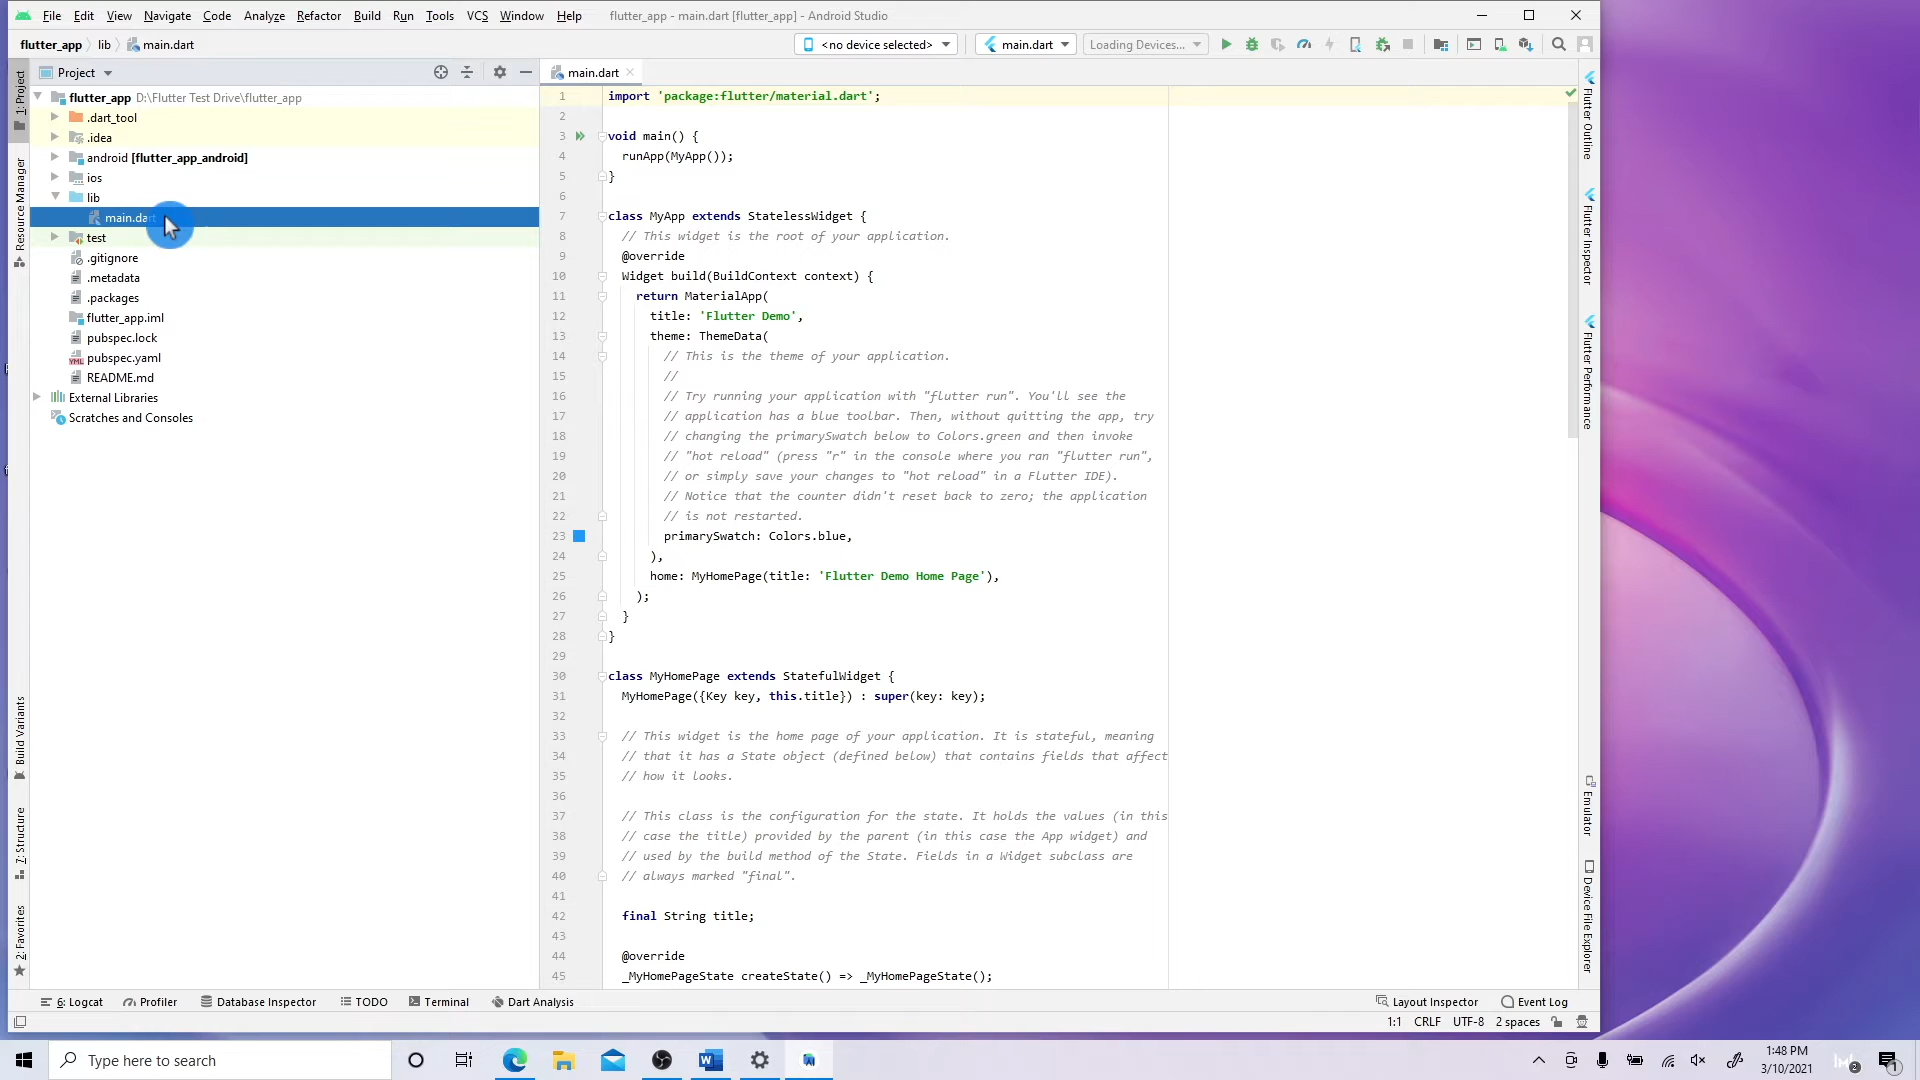 File Edit View Navigate Code Analyze Refactor Build Run Tools VCS Window Help flutter_app - main.dart [flutter_app] - Android Studio
flutter_app lib main.dart <no device selected> main.dart Loading Devices...
Project main.dart
1: Project
Resource Manager
Build Variants
7: Structure
2: Favorites
flutter_app D:\Flutter Test Drive\flutter_app
.dart_tool
.idea
android [flutter_app_android]
ios
lib
main.dart
test
.gitignore
.metadata
.packages
flutter_app.iml
pubspec.lock
YML pubspec.yaml
README.md
External Libraries
Scratches and Consoles
1 import 'package:flutter/material.dart';
2
3 void main() {
4 runApp(MyApp());
5 }
6
7 class MyApp extends StatelessWidget {
8 // This widget is the root of your application.
9 @override
10 Widget build(BuildContext context) {
11 return MaterialApp(
12 title: 'Flutter Demo',
13 theme: ThemeData(
14 // This is the theme of your application.
15 //
16 // Try running your application with "flutter run". You'll see the
17 // application has a blue toolbar. Then, without quitting the app, try
18 // changing the primarySwatch below to Colors.green and then invoke
19 // "hot reload" (press "r" in the console where you ran "flutter run",
20 // or simply save your changes to "hot reload" in a Flutter IDE).
21 // Notice that the counter didn't reset back to zero; the application
22 // is not restarted.
23 primarySwatch: Colors.blue,
24 ),
25 home: MyHomePage(title: 'Flutter Demo Home Page'),
26 );
27 }
28 }
29
30 class MyHomePage extends StatefulWidget {
31 MyHomePage({Key key, this.title}) : super(key: key);
32
33 // This widget is the home page of your application. It is stateful, meaning
34 // that it has a State object (defined below) that contains fields that affect
35 // how it looks.
36
37 // This class is the configuration for the state. It holds the values (in this
38 // case the title) provided by the parent (in this case the App widget) and
39 // used by the build method of the State. Fields in a Widget subclass are
40 // always marked "final".
41
42 final String title;
43
44 @override
45 _MyHomePageState createState() => _MyHomePageState();
Flutter Outline
Flutter Inspector
Flutter Performance
Emulator
Device File Explorer
6: Logcat Profiler Database Inspector TODO Terminal Dart Analysis Layout Inspector Event Log
1:1 CRLF UTF-8 2 spaces
Type here to search
1:48 PM
3/10/2021
2
1